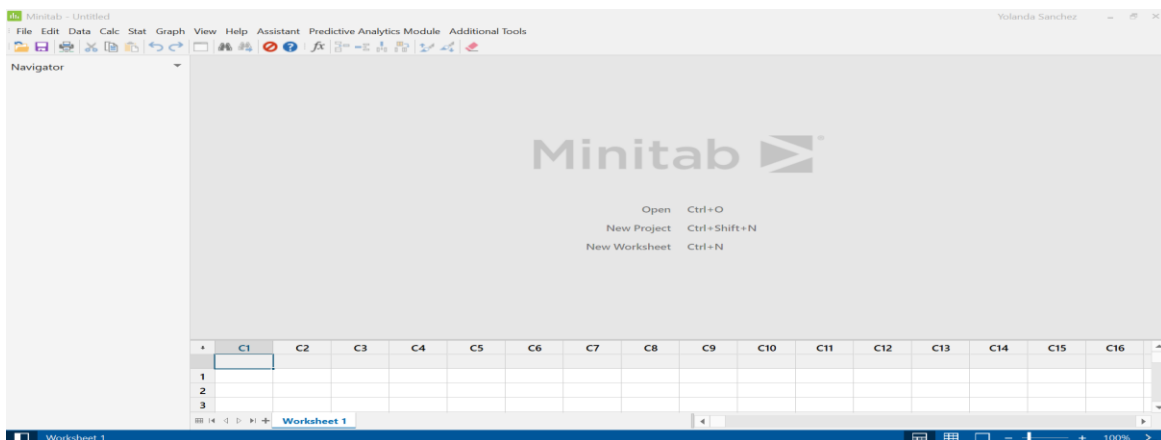 Minitab - Untitled
Yolanda Sanchez
File Edit Data Calc Stat Graph View Help Assistant Predictive Analytics Module Additional Tools
fx
Navigator
Minitab
Open Ctrl+O
New Project Ctrl+Shift+N
New Worksheet Ctrl+N
C1 C2 C3 C4 C5 C6 C7 C8 C9 C10 C11 C12 C13 C14 C15 C16
1
2
3
Worksheet 1
Worksheet 1
100%